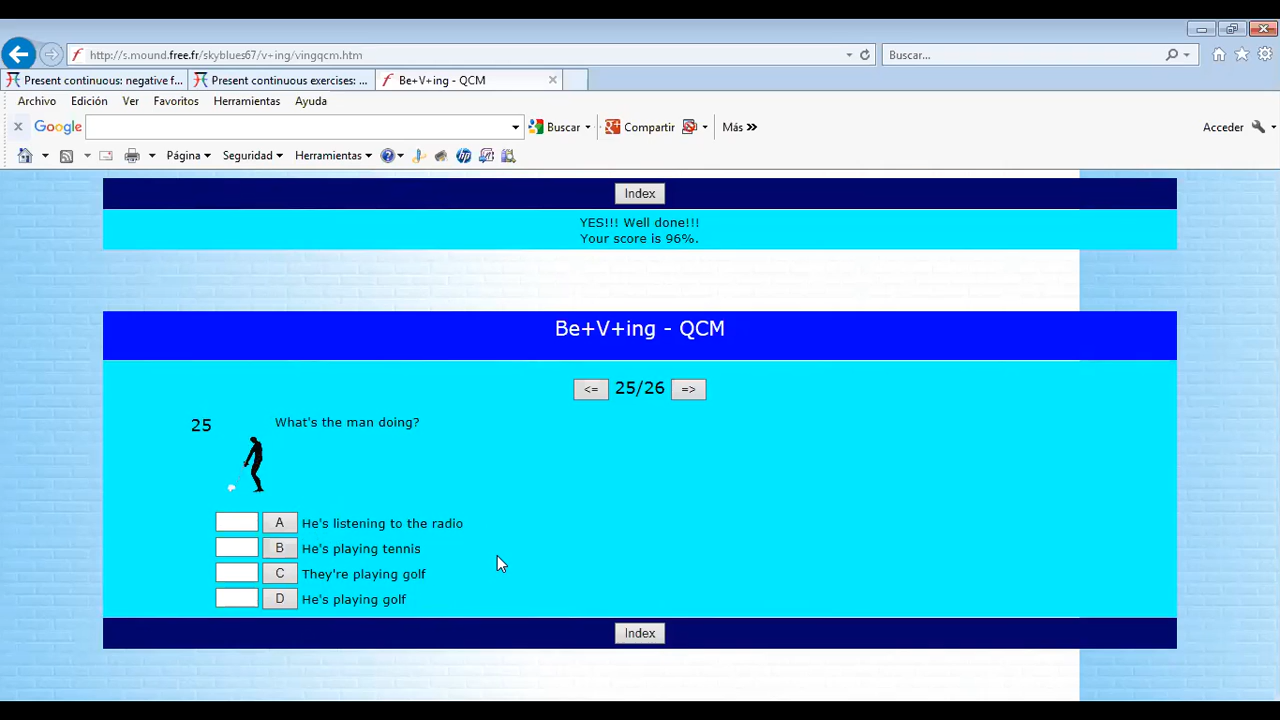 http://s.mound.free.fr/skyblues67/v+ing/vingqcm.htm
Buscar...
Present continuous: negative f...
Present continuous exercises: ...
Be+V+ing - QCM
Archivo Edición Ver Favoritos Herramientas Ayuda
Google Buscar Compartir Más » Acceder
Página Seguridad Herramientas
Index
YES!!! Well done!!!
Your score is 96%.
Be+V+ing - QCM
<= 25/26 =>
25 What's the man doing?
A He's listening to the radio
B He's playing tennis
C They're playing golf
D He's playing golf
Index